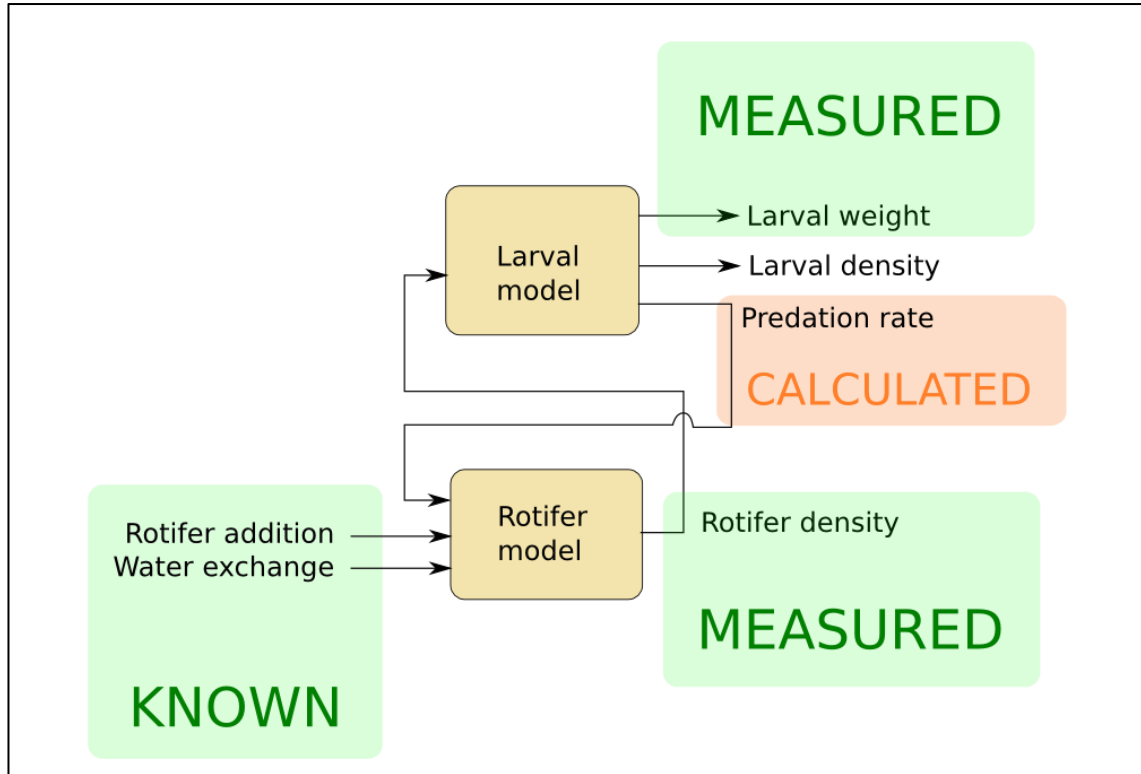 MEASURED
Larval weight
Larval
model
Larval density
Predation rate
CALCULATED
Rotifer
model
Rotifer density
Rotifer addition
Water exchange
MEASURED
KNOWN